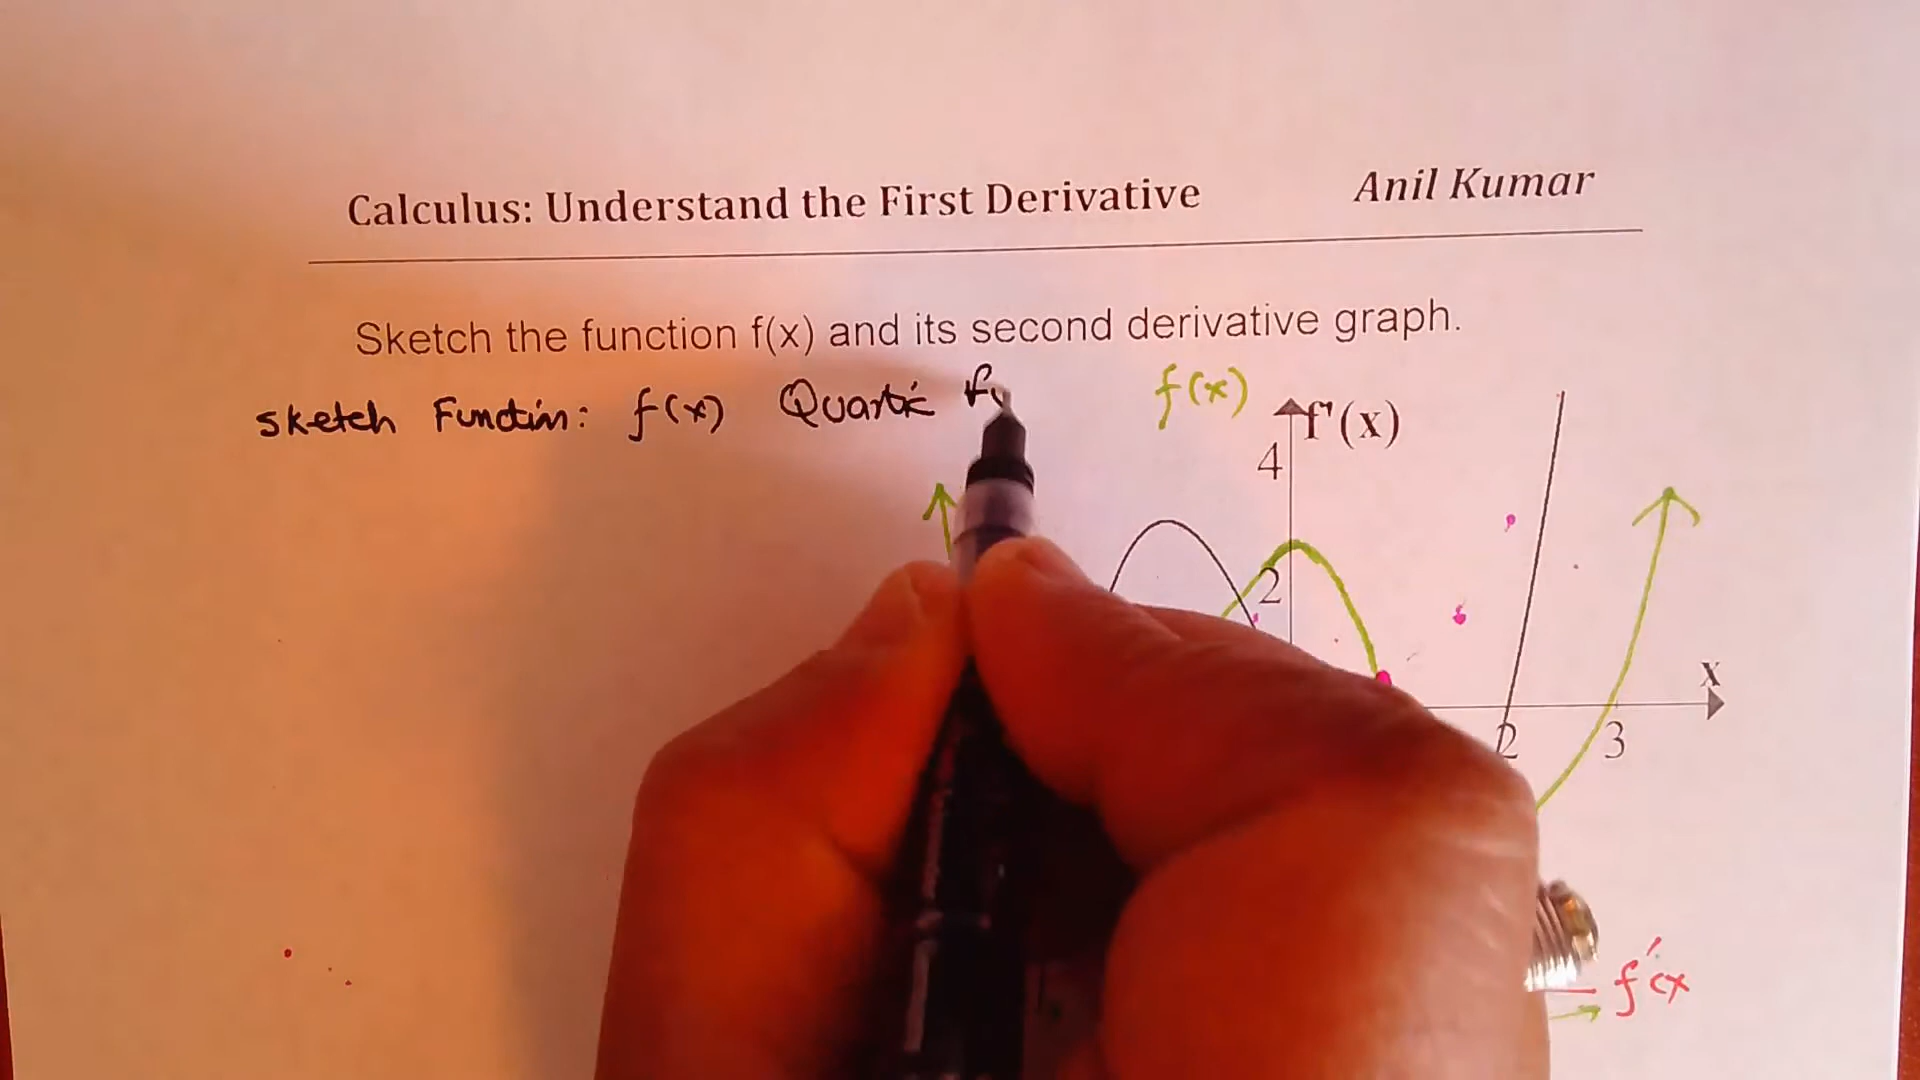 Calculus: Understand the First Derivative Anil Kumar
Sketch the function f(x) and its second derivative graph.
Sketch Function: f(x) Quartic fu
f(x)
f'(x)
4
2
x
2 3
f'(x